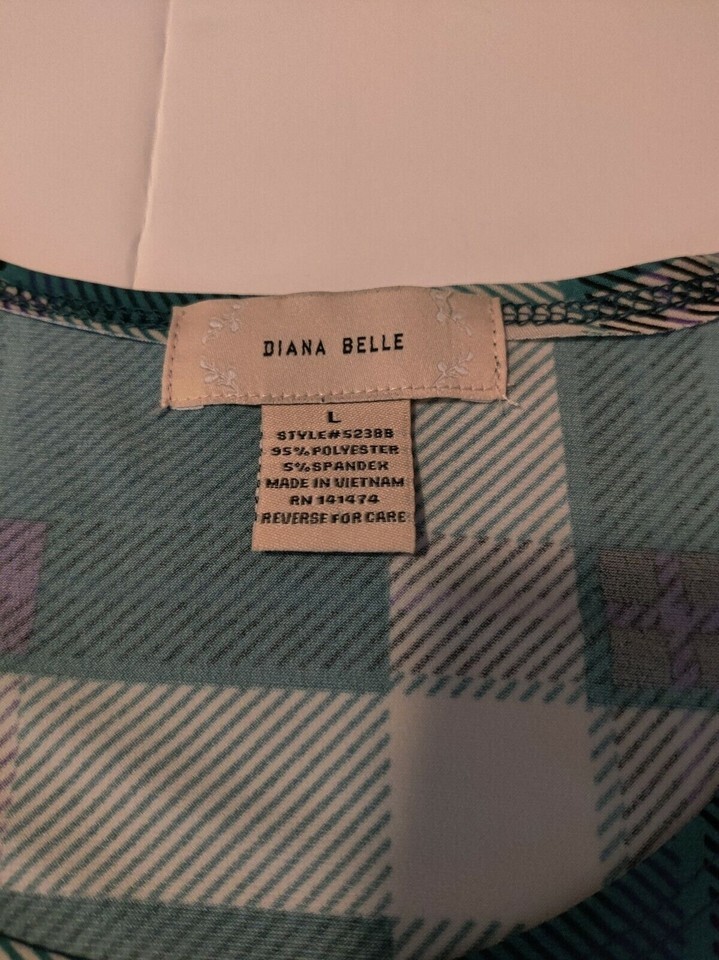 DIANA BELLE
L
STYLE#5238B
95%POLYESTER
5%SPANDEX
MADE IN VIETNAM
RN 141474
REVERSE FOR CARE